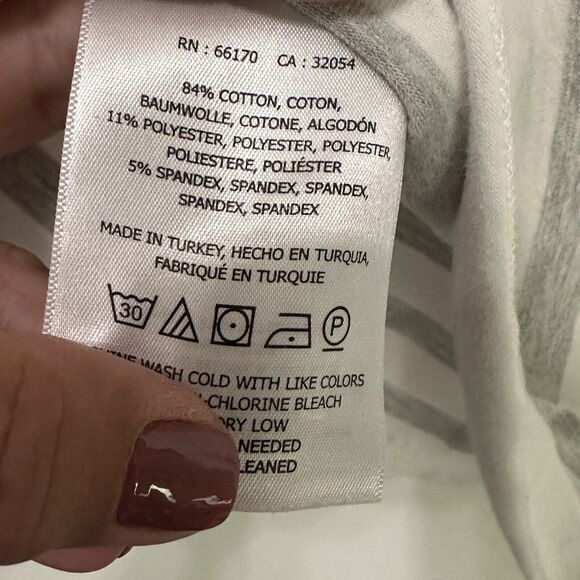 RN : 66170 CA : 32054
84% COTTON, COTON,
BAUMWOLLE, COTONE, ALGODÓN
11% POLYESTER, POLYESTER, POLYESTER,
POLIESTERE, POLIÉSTER
5% SPANDEX, SPANDEX, SPANDEX,
SPANDEX, SPANDEX
MADE IN TURKEY, HECHO EN TURQUIA,
FABRIQUÉ EN TURQUIE
30 P
WASH COLD WITH LIKE COLORS
-CHLORINE BLEACH
DRY LOW
NEEDED